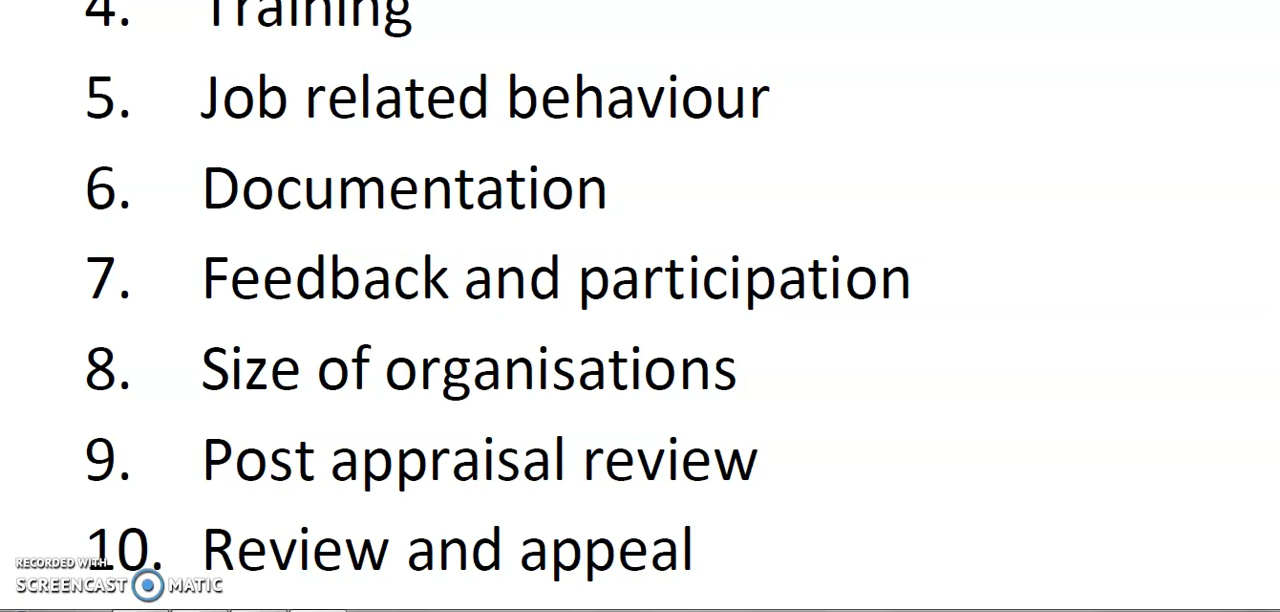 4. Training
5. Job related behaviour
6. Documentation
7. Feedback and participation
8. Size of organisations
9. Post appraisal review
10. Review and appeal
RECORDED WITH
SCREENCAST MATIC